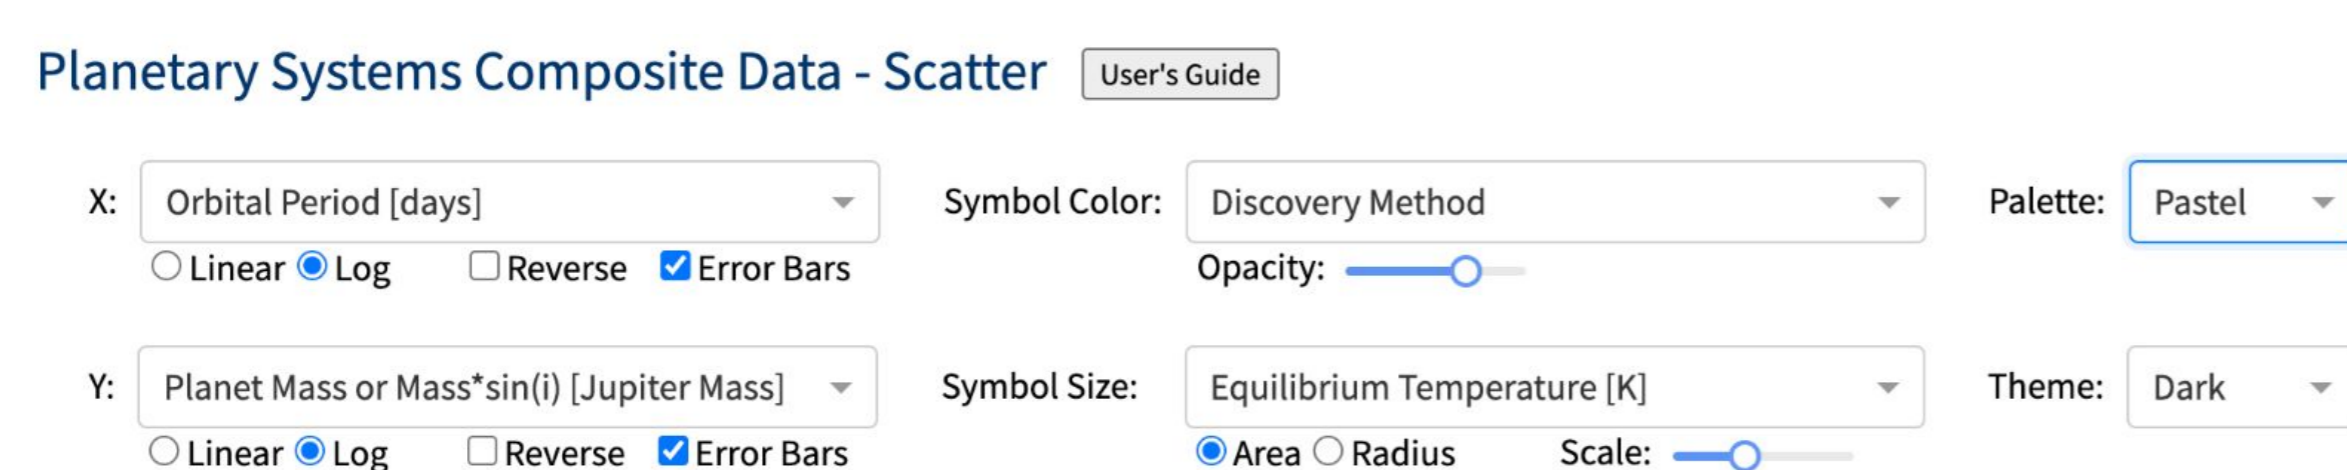 Planetary Systems Composite Data - Scatter User's Guide
X: Orbital Period [days] Symbol Color: Discovery Method Palette: Pastel
Linear Log Reverse Error Bars Opacity:
Y: Planet Mass or Mass*sin(i) [Jupiter Mass] Symbol Size: Equilibrium Temperature [K] Theme: Dark
Linear Log Reverse Error Bars Area Radius Scale: